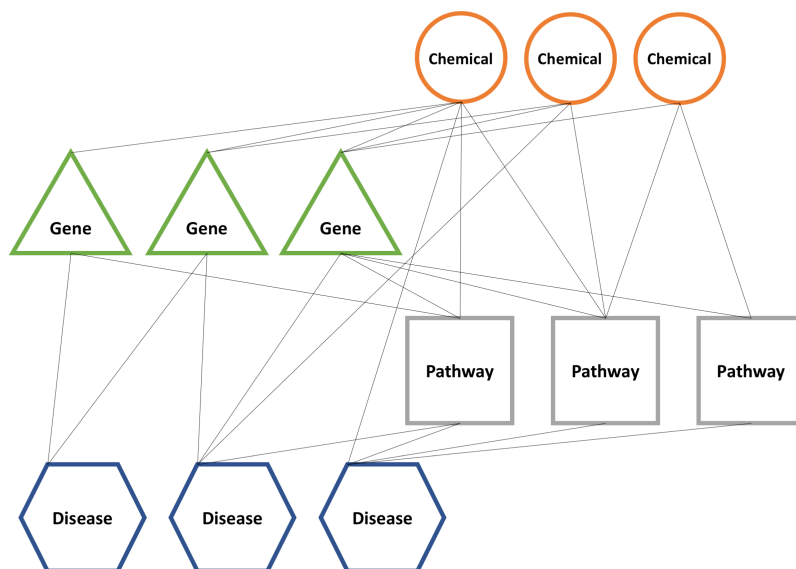 Chemical
Chemical
Chemical
Gene
Gene
Gene
Pathway
Pathway
Pathway
Disease
Disease
Disease